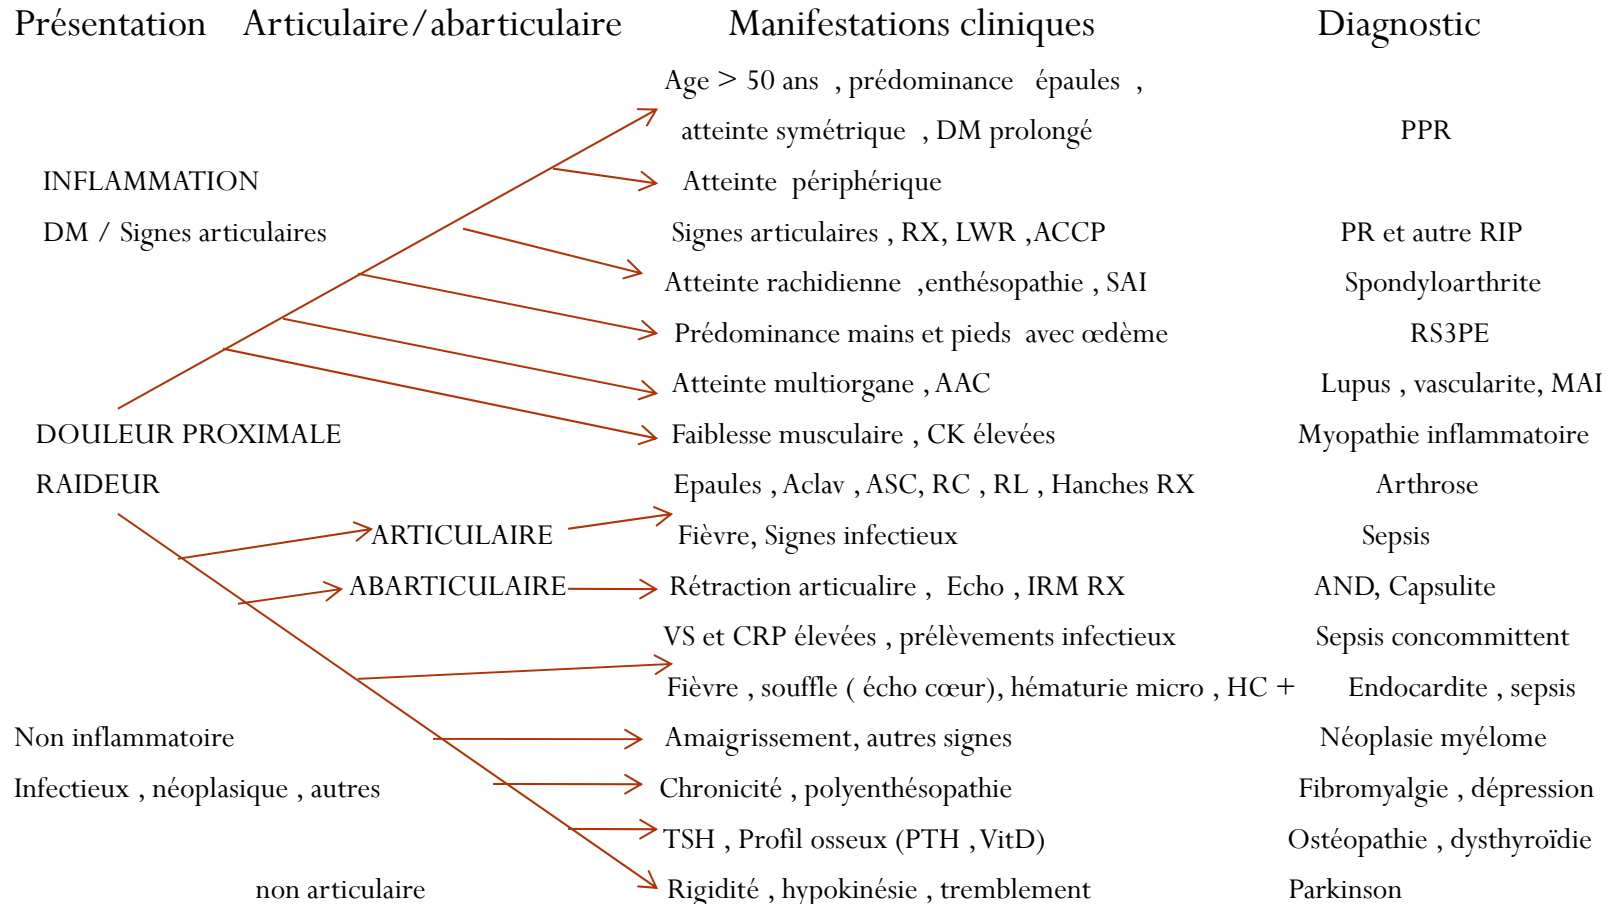 Présentation Articulaire/abarticulaire Manifestations cliniques Diagnostic
Age > 50 ans , prédominance épaules ,
atteinte symétrique , DM prolongé PPR
INFLAMMATION Atteinte périphérique
DM / Signes articulaires Signes articulaires , RX, LWR ,ACCP PR et autre RIP
Atteinte rachidienne ,enthésopathie , SAI Spondyloarthrite
Prédominance mains et pieds avec œdème RS3PE
Atteinte multiorgane , AAC Lupus , vascularite, MAI
DOULEUR PROXIMALE Faiblesse musculaire , CK élevées Myopathie inflammatoire
RAIDEUR Epaules , Aclav , ASC, RC , RL , Hanches RX Arthrose
ARTICULAIRE Fièvre, Signes infectieux Sepsis
ABARTICULAIRE Rétraction articualire , Echo , IRM RX AND, Capsulite
VS et CRP élevées , prélèvements infectieux Sepsis concommittent
Fièvre , souffle ( écho cœur), hématurie micro , HC + Endocardite , sepsis
Non inflammatoire Amaigrissement, autres signes Néoplasie myélome
Infectieux , néoplasique , autres Chronicité , polyenthésopathie Fibromyalgie , dépression
TSH , Profil osseux (PTH , VitD) Ostéopathie , dysthyroïdie
non articulaire Rigidité , hypokinésie , tremblement Parkinson